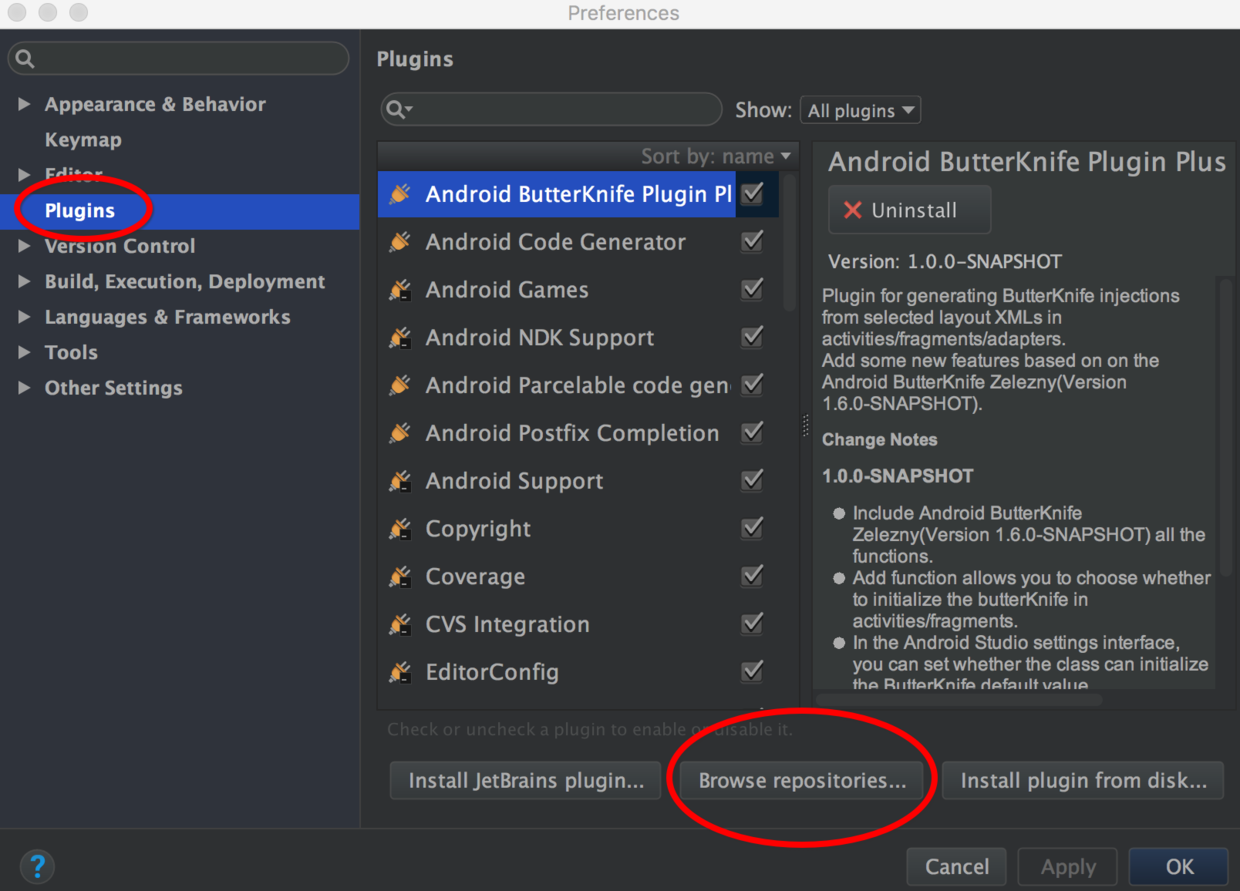 Preferences
Appearance & Behavior
Keymap
Editor
Plugins
Version Control
Build, Execution, Deployment
Languages & Frameworks
Tools
Other Settings
Plugins
Show: All plugins
Sort by: name
Android ButterKnife Plugin Pl
Android Code Generator
Android Games
Android NDK Support
Android Parcelable code gen
Android Postfix Completion
Android Support
Copyright
Coverage
CVS Integration
EditorConfig
Android ButterKnife Plugin Plus
Uninstall
Version: 1.0.0-SNAPSHOT
Plugin for generating ButterKnife injections
from selected layout XMLs in
activities/fragments/adapters.
Add some new features based on on the
Android ButterKnife Zelezny(Version
1.6.0-SNAPSHOT).
Change Notes
1.0.0-SNAPSHOT
Include Android ButterKnife
Zelezny(Version 1.6.0-SNAPSHOT) all the
functions.
Add function allows you to choose whether
to initialize the butterKnife in
activities/fragments.
In the Android Studio settings interface,
you can set whether the class can initialize
the ButterKnife default value
Check or uncheck a plugin to enable or disable it.
Install JetBrains plugin...
Browse repositories...
Install plugin from disk...
?
Cancel
Apply
OK